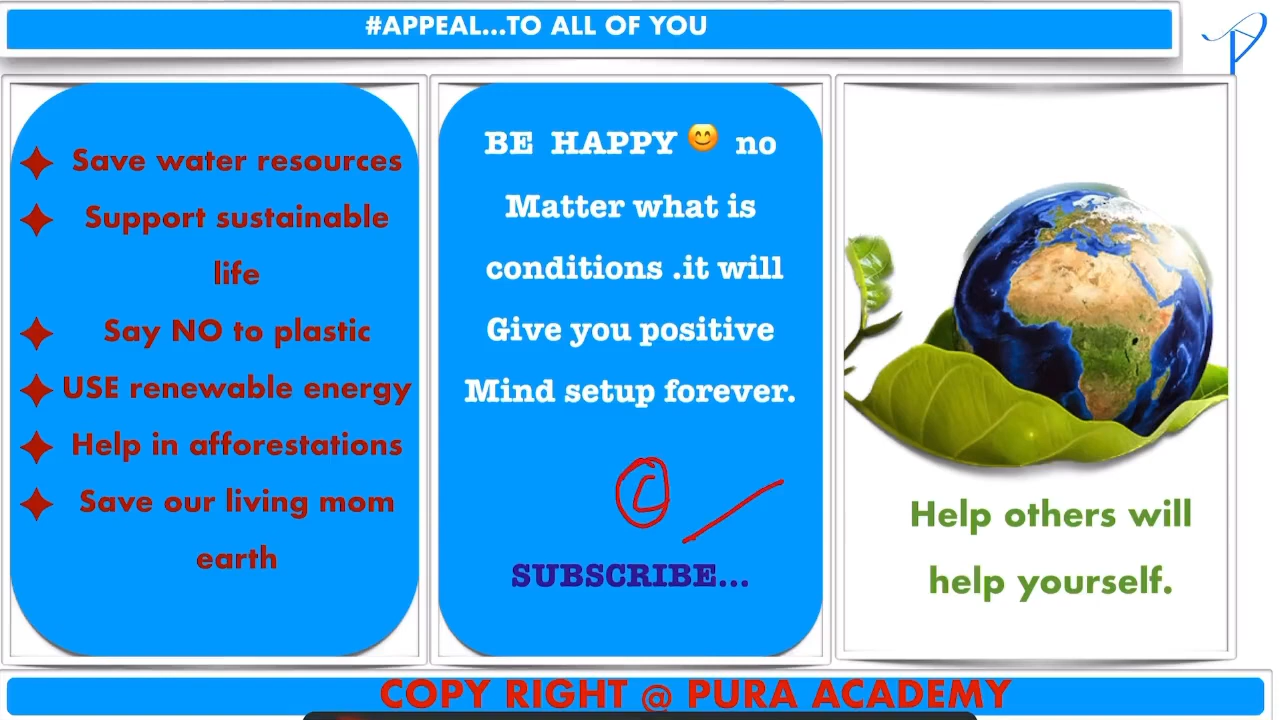 #APPEAL...TO ALL OF YOU
Save water resources
Support sustainable
life
Say NO to plastic
USE renewable energy
Help in afforestations
Save our living mom
earth
BE HAPPY 😊 no
Matter what is
conditions .it will
Give you positive
Mind setup forever.
©
SUBSCRIBE...
Help others will
help yourself.
COPY RIGHT @ PURA ACADEMY